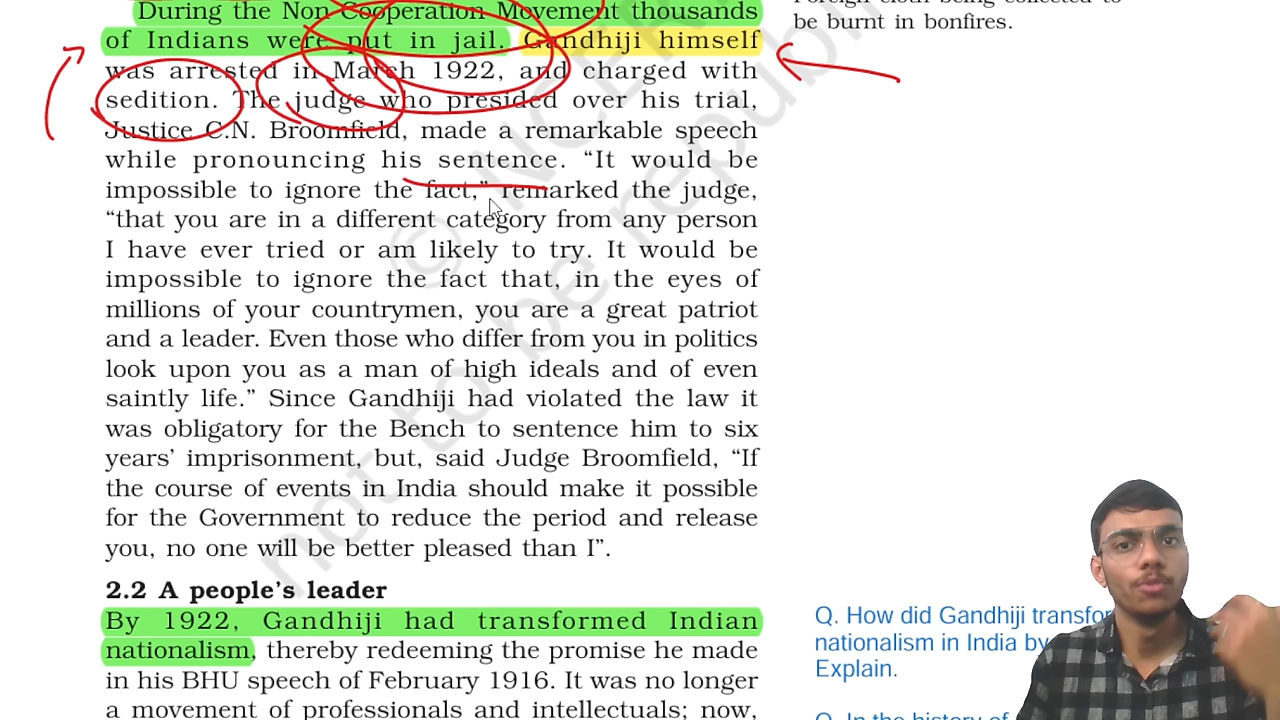 During the Non Cooperation Movement thousands
of Indians were put in jail. Gandhiji himself
was arrested in March 1922, and charged with
sedition. The judge who presided over his trial,
Justice C.N. Broomfield, made a remarkable speech
while pronouncing his sentence. “It would be
impossible to ignore the fact,” remarked the judge,
“that you are in a different category from any person
I have ever tried or am likely to try. It would be
impossible to ignore the fact that, in the eyes of
millions of your countrymen, you are a great patriot
and a leader. Even those who differ from you in politics
look upon you as a man of high ideals and of even
saintly life.” Since Gandhiji had violated the law it
was obligatory for the Bench to sentence him to six
years’ imprisonment, but, said Judge Broomfield, “If
the course of events in India should make it possible
for the Government to reduce the period and release
you, no one will be better pleased than I”.
2.2 A people’s leader
By 1922, Gandhiji had transformed Indian
nationalism, thereby redeeming the promise he made
in his BHU speech of February 1916. It was no longer
a movement of professionals and intellectuals; now,
be burnt in bonfires.
Q. How did Gandhiji transfor
nationalism in India by
Explain.
Q. In the history of
© NCER
not to be republi